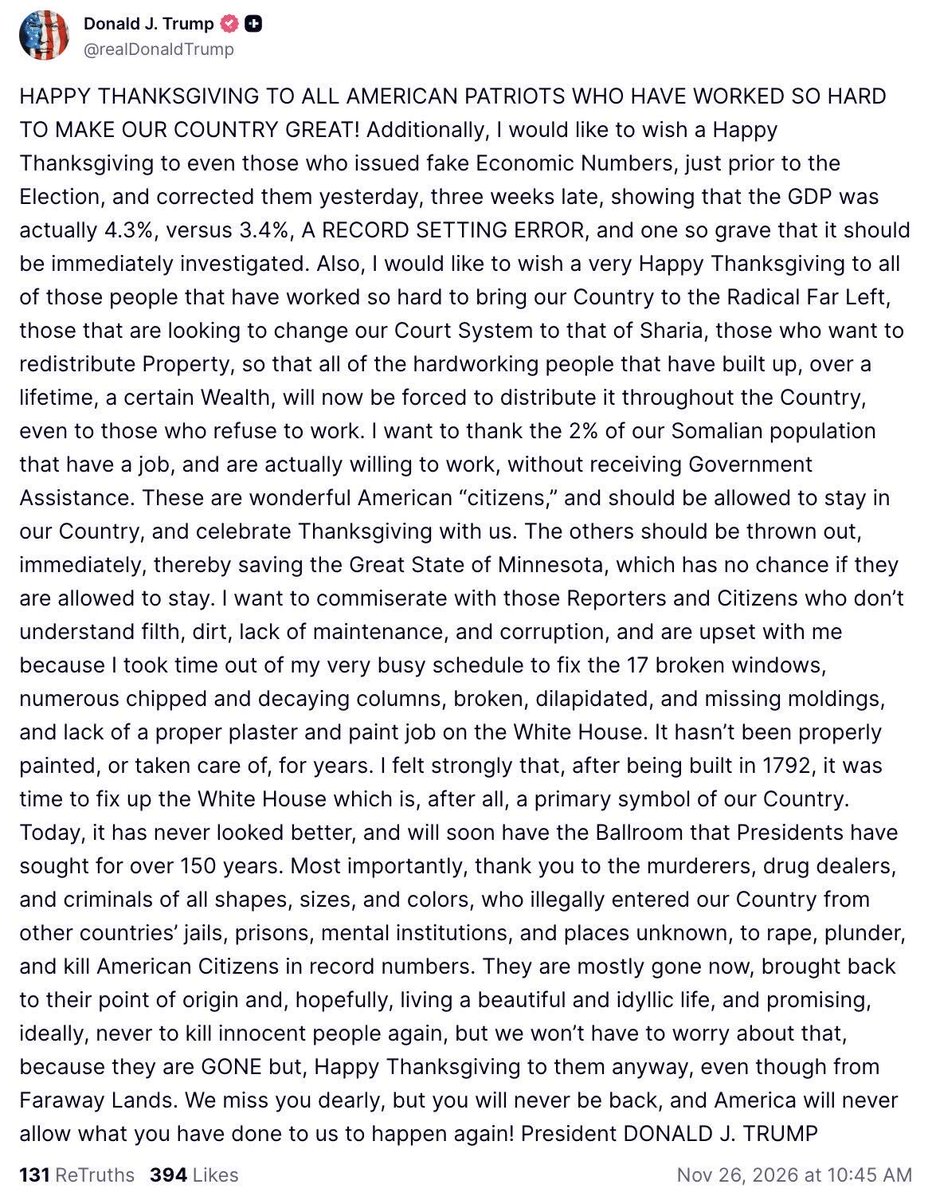 Donald J. Trump
@realDonaldTrump
HAPPY THANKSGIVING TO ALL AMERICAN PATRIOTS WHO HAVE WORKED SO HARD
TO MAKE OUR COUNTRY GREAT! Additionally, I would like to wish a Happy
Thanksgiving to even those who issued fake Economic Numbers, just prior to the
Election, and corrected them yesterday, three weeks late, showing that the GDP was
actually 4.3%, versus 3.4%, A RECORD SETTING ERROR, and one so grave that it should
be immediately investigated. Also, I would like to wish a very Happy Thanksgiving to all
of those people that have worked so hard to bring our Country to the Radical Far Left,
those that are looking to change our Court System to that of Sharia, those who want to
redistribute Property, so that all of the hardworking people that have built up, over a
lifetime, a certain Wealth, will now be forced to distribute it throughout the Country,
even to those who refuse to work. I want to thank the 2% of our Somalian population
that have a job, and are actually willing to work, without receiving Government
Assistance. These are wonderful American “citizens,” and should be allowed to stay in
our Country, and celebrate Thanksgiving with us. The others should be thrown out,
immediately, thereby saving the Great State of Minnesota, which has no chance if they
are allowed to stay. I want to commiserate with those Reporters and Citizens who don’t
understand filth, dirt, lack of maintenance, and corruption, and are upset with me
because I took time out of my very busy schedule to fix the 17 broken windows,
numerous chipped and decaying columns, broken, dilapidated, and missing moldings,
and lack of a proper plaster and paint job on the White House. It hasn’t been properly
painted, or taken care of, for years. I felt strongly that, after being built in 1792, it was
time to fix up the White House which is, after all, a primary symbol of our Country.
Today, it has never looked better, and will soon have the Ballroom that Presidents have
sought for over 150 years. Most importantly, thank you to the murderers, drug dealers,
and criminals of all shapes, sizes, and colors, who illegally entered our Country from
other countries’ jails, prisons, mental institutions, and places unknown, to rape, plunder,
and kill American Citizens in record numbers. They are mostly gone now, brought back
to their point of origin and, hopefully, living a beautiful and idyllic life, and promising,
ideally, never to kill innocent people again, but we won’t have to worry about that,
because they are GONE but, Happy Thanksgiving to them anyway, even though from
Faraway Lands. We miss you dearly, but you will never be back, and America will never
allow what you have done to us to happen again! President DONALD J. TRUMP
131 ReTruths 394 Likes Nov 26, 2026 at 10:45 AM